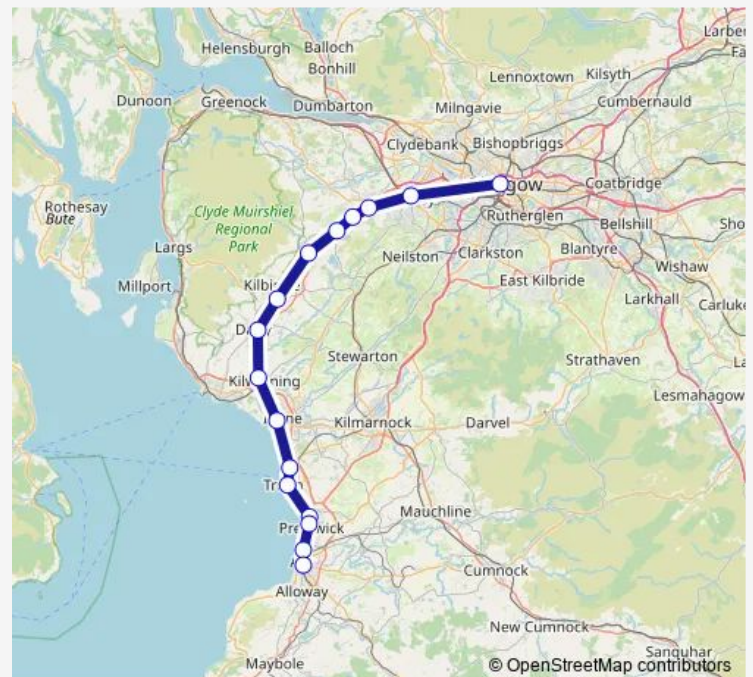 Helensburgh
Balloch
Bonhill
Lennoxtown
Kilsyth
Dunoon
Greenock
Dumbarton
Milngavie
Cumbernauld
Clydebank
Bishopbriggs
Coatbridge
Rothesay
Bute
Clyde Muirshiel
Regional
Park
Rutherglen
Bellshill
Largs
Neilston
Clarkston
Blantyre
Wishaw
Millport
East Kilbride
Larkhall
Stewarton
Strathaven
Lesmahagow
Kilmarnock
Darvel
Mauchline
Cumnock
Alloway
New Cumnock
Sanquhar
Maybole
© OpenStreetMap contributors